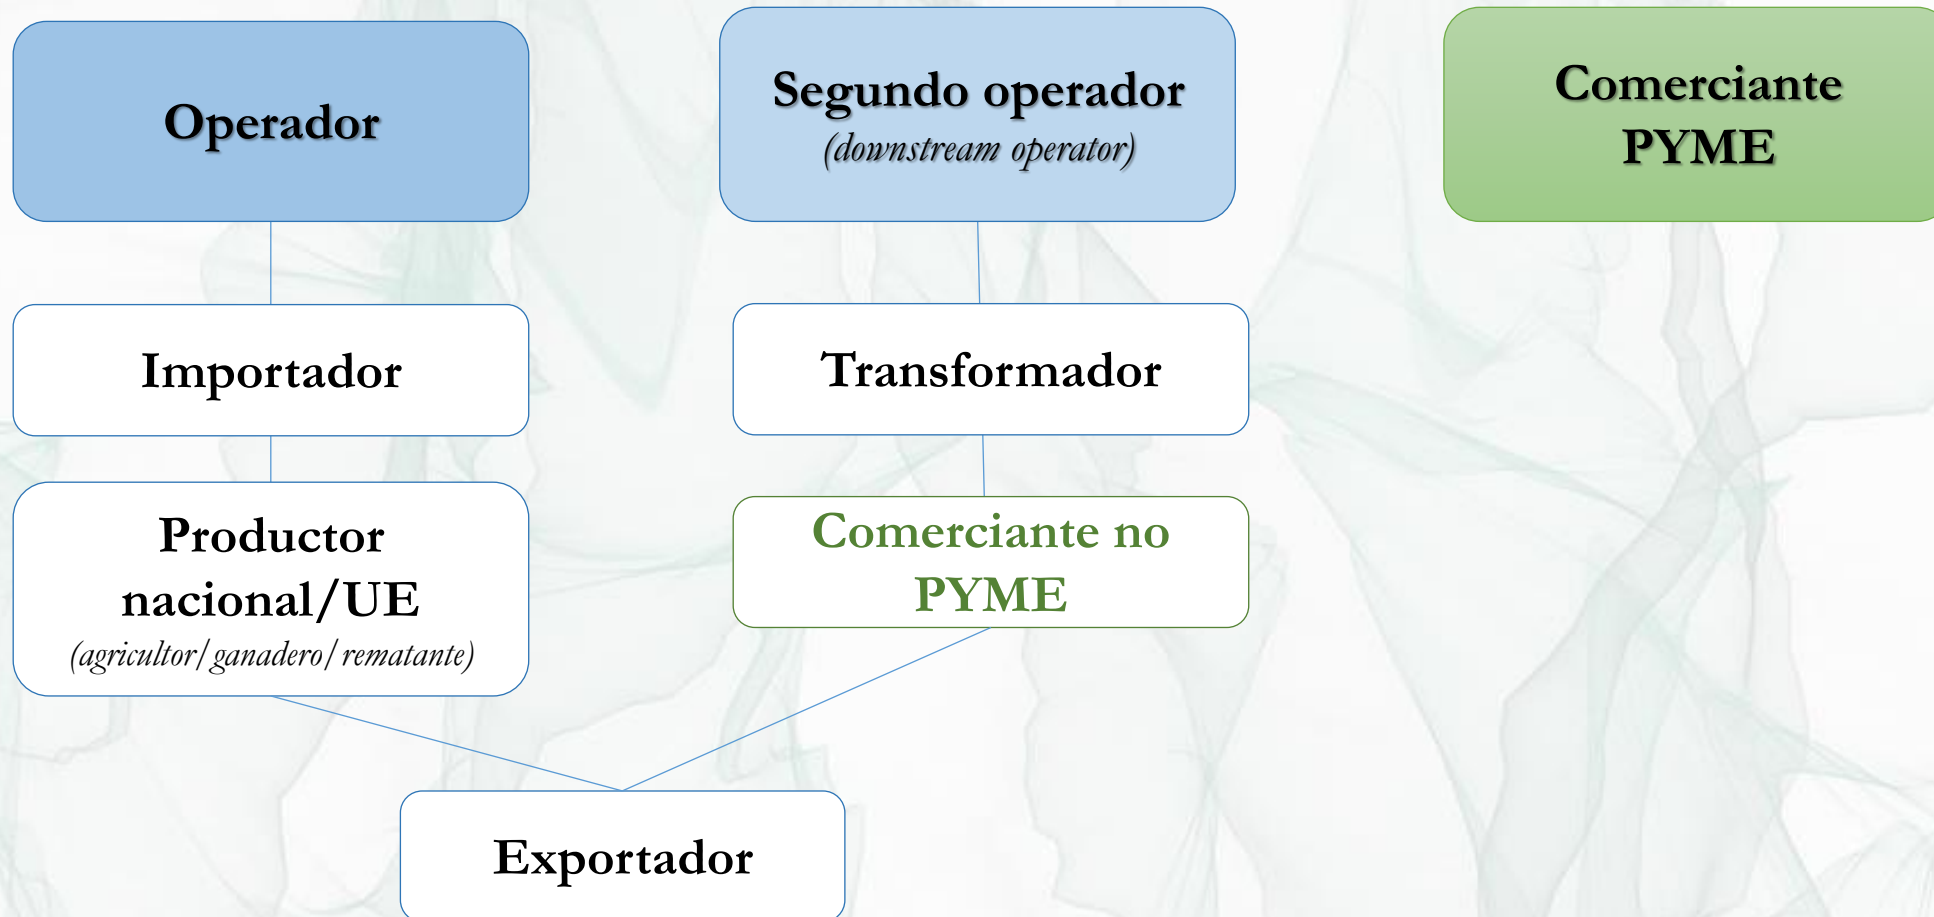 Operador
Segundo operador
(downstream operator)
Comerciante
PYME
Importador
Transformador
Productor
nacional/UE
(agricultor/ganadero/rematante)
Comerciante no
PYME
Exportador